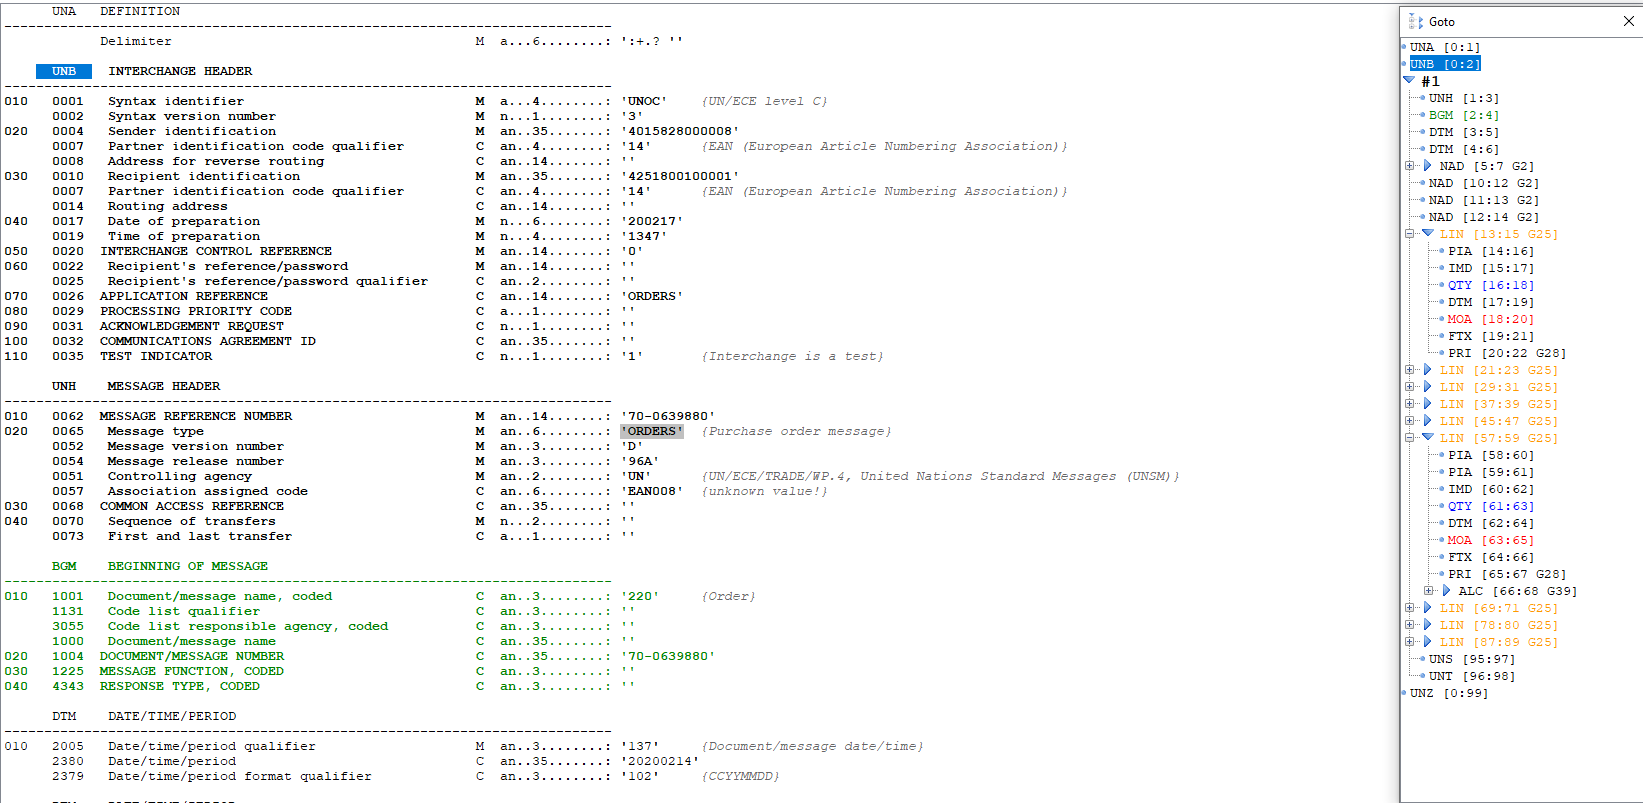 UNA DEFINITION
----------------------------------------------------------------------------
Delimiter M a...6........: ':+.? ''
UNB INTERCHANGE HEADER
----------------------------------------------------------------------------
010 0001 Syntax identifier M a...4........: 'UNOC' {UN/ECE level C}
0002 Syntax version number M n...1........: '3'
020 0004 Sender identification M an..35.......: '4015828000008'
0007 Partner identification code qualifier C an..4........: '14' {EAN (European Article Numbering Association)}
0008 Address for reverse routing C an..14.......: ''
030 0010 Recipient identification M an..35.......: '4251800100001'
0007 Partner identification code qualifier C an..4........: '14' {EAN (European Article Numbering Association)}
0014 Routing address C an..14.......: ''
040 0017 Date of preparation M n...6........: '200217'
0019 Time of preparation M n...4........: '1347'
050 0020 INTERCHANGE CONTROL REFERENCE M an..14.......: '0'
060 0022 Recipient's reference/password M an..14.......: ''
0025 Recipient's reference/password qualifier C an..2........: ''
070 0026 APPLICATION REFERENCE C an..14.......: 'ORDERS'
080 0029 PROCESSING PRIORITY CODE C a...1........: ''
090 0031 ACKNOWLEDGEMENT REQUEST C n...1........: ''
100 0032 COMMUNICATIONS AGREEMENT ID C an..35.......: ''
110 0035 TEST INDICATOR C n...1........: '1' {Interchange is a test}
UNH MESSAGE HEADER
----------------------------------------------------------------------------
010 0062 MESSAGE REFERENCE NUMBER M an..14.......: '70-0639880'
020 0065 Message type M an..6........: 'ORDERS' {Purchase order message}
0052 Message version number M an..3........: 'D'
0054 Message release number M an..3........: '96A'
0051 Controlling agency M an..2........: 'UN' {UN/ECE/TRADE/WP.4, United Nations Standard Messages (UNSM)}
0057 Association assigned code C an..6........: 'EAN008' {unknown value!}
030 0068 COMMON ACCESS REFERENCE C an..35.......: ''
040 0070 Sequence of transfers M n...2........: ''
0073 First and last transfer C a...1........: ''
BGM BEGINNING OF MESSAGE
----------------------------------------------------------------------------
010 1001 Document/message name, coded C an..3........: '220' {Order}
1131 Code list qualifier C an..3........: ''
3055 Code list responsible agency, coded C an..3........: ''
1000 Document/message name C an..35.......: ''
020 1004 DOCUMENT/MESSAGE NUMBER C an..35.......: '70-0639880'
030 1225 MESSAGE FUNCTION, CODED C an..3........: ''
040 4343 RESPONSE TYPE, CODED C an..3........: ''
DTM DATE/TIME/PERIOD
----------------------------------------------------------------------------
010 2005 Date/time/period qualifier M an..3........: '137' {Document/message date/time}
2380 Date/time/period C an..35.......: '20200214'
2379 Date/time/period format qualifier C an..3........: '102' {CCYYMMDD}
Goto
UNA [0:1]
UNB [0:2]
#1
UNH [1:3]
BGM [2:4]
DTM [3:5]
DTM [4:6]
NAD [5:7 G2]
NAD [10:12 G2]
NAD [11:13 G2]
NAD [12:14 G2]
LIN [13:15 G25]
PIA [14:16]
IMD [15:17]
QTY [16:18]
DTM [17:19]
MOA [18:20]
FTX [19:21]
PRI [20:22 G28]
LIN [21:23 G25]
LIN [29:31 G25]
LIN [37:39 G25]
LIN [45:47 G25]
LIN [57:59 G25]
PIA [58:60]
PIA [59:61]
IMD [60:62]
QTY [61:63]
DTM [62:64]
MOA [63:65]
FTX [64:66]
PRI [65:67 G28]
ALC [66:68 G39]
LIN [69:71 G25]
LIN [78:80 G25]
LIN [87:89 G25]
UNS [95:97]
UNT [96:98]
UNZ [0:99]